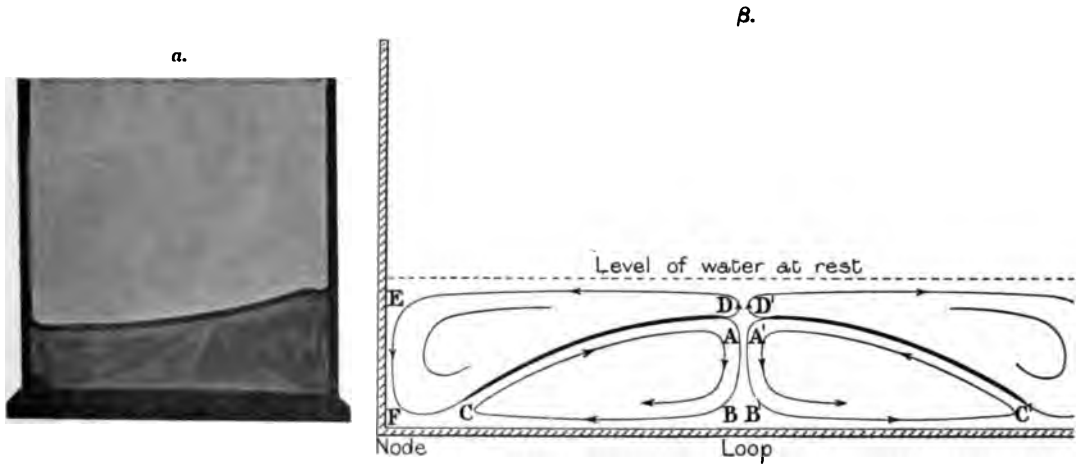 a.
β.
Level of water at rest
E
D D'
A A'
F
C
B B'
C'
Node
Loop